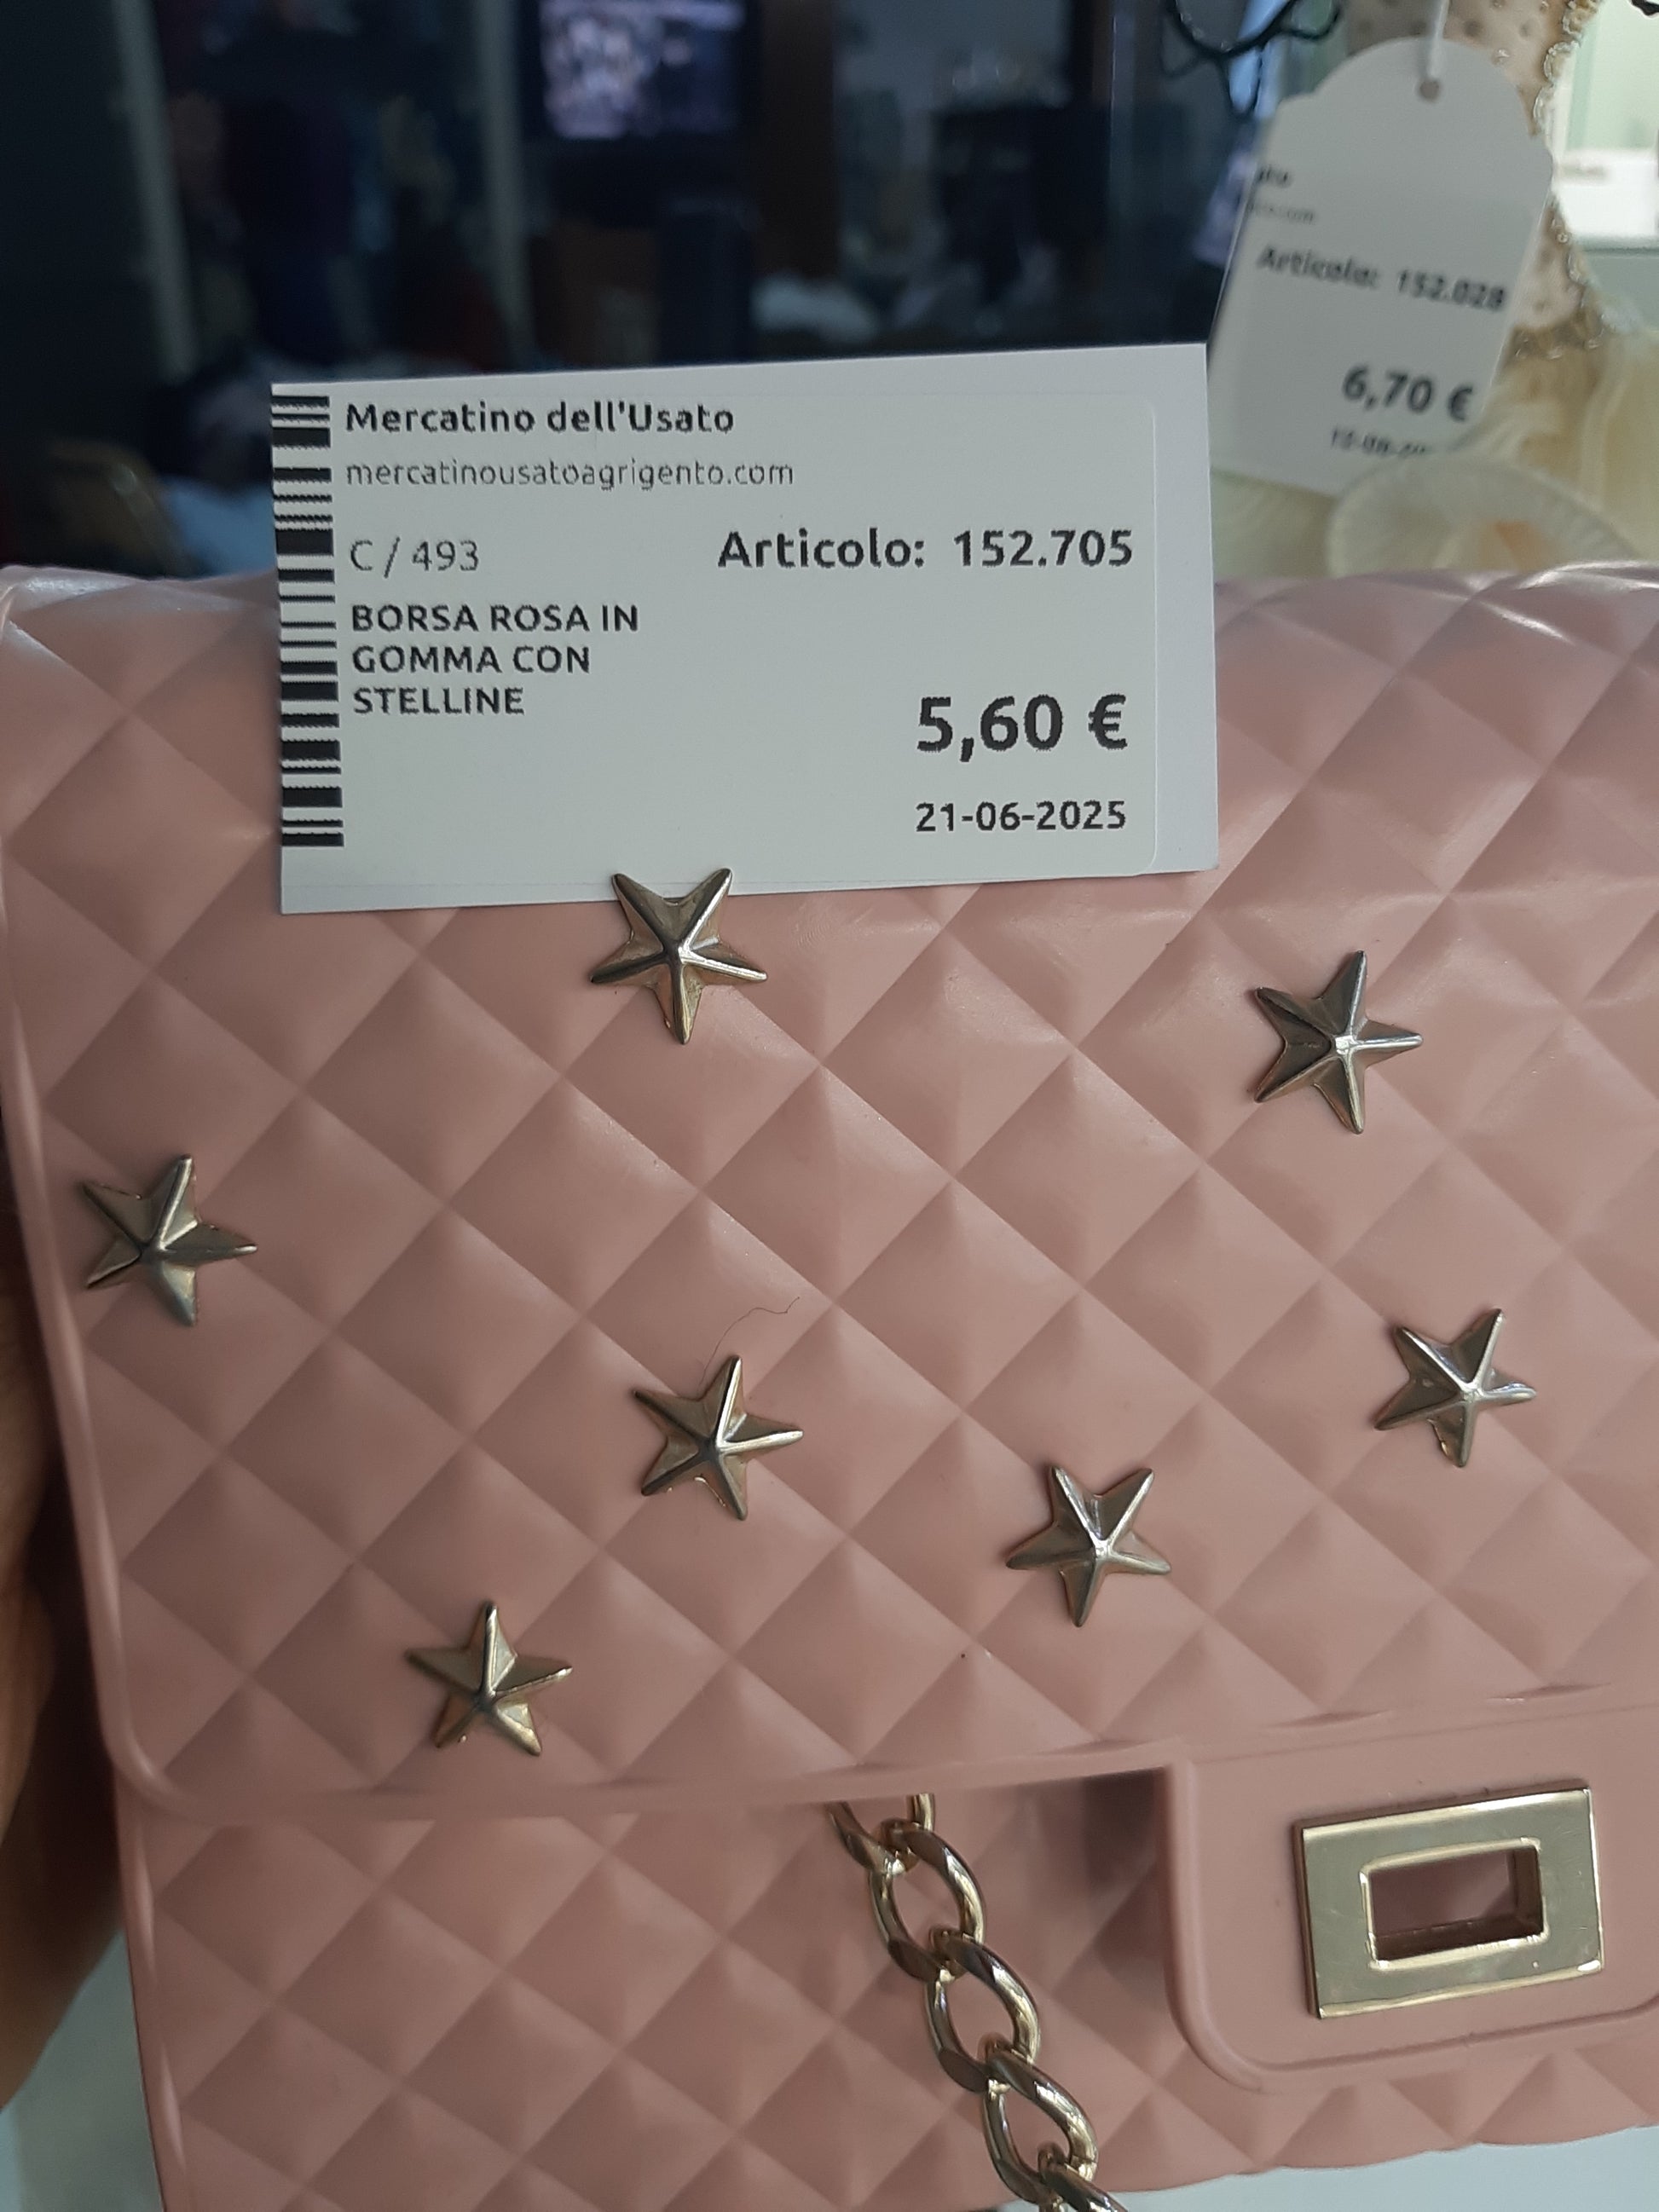 Mercatino dell'Usato
mercatinousatoagrigento.com
C / 493
Articolo: 152.705
BORSA ROSA IN
GOMMA CON
STELLINE
5,60 €
21-06-2025
Articolo: 152.028
6,70 €